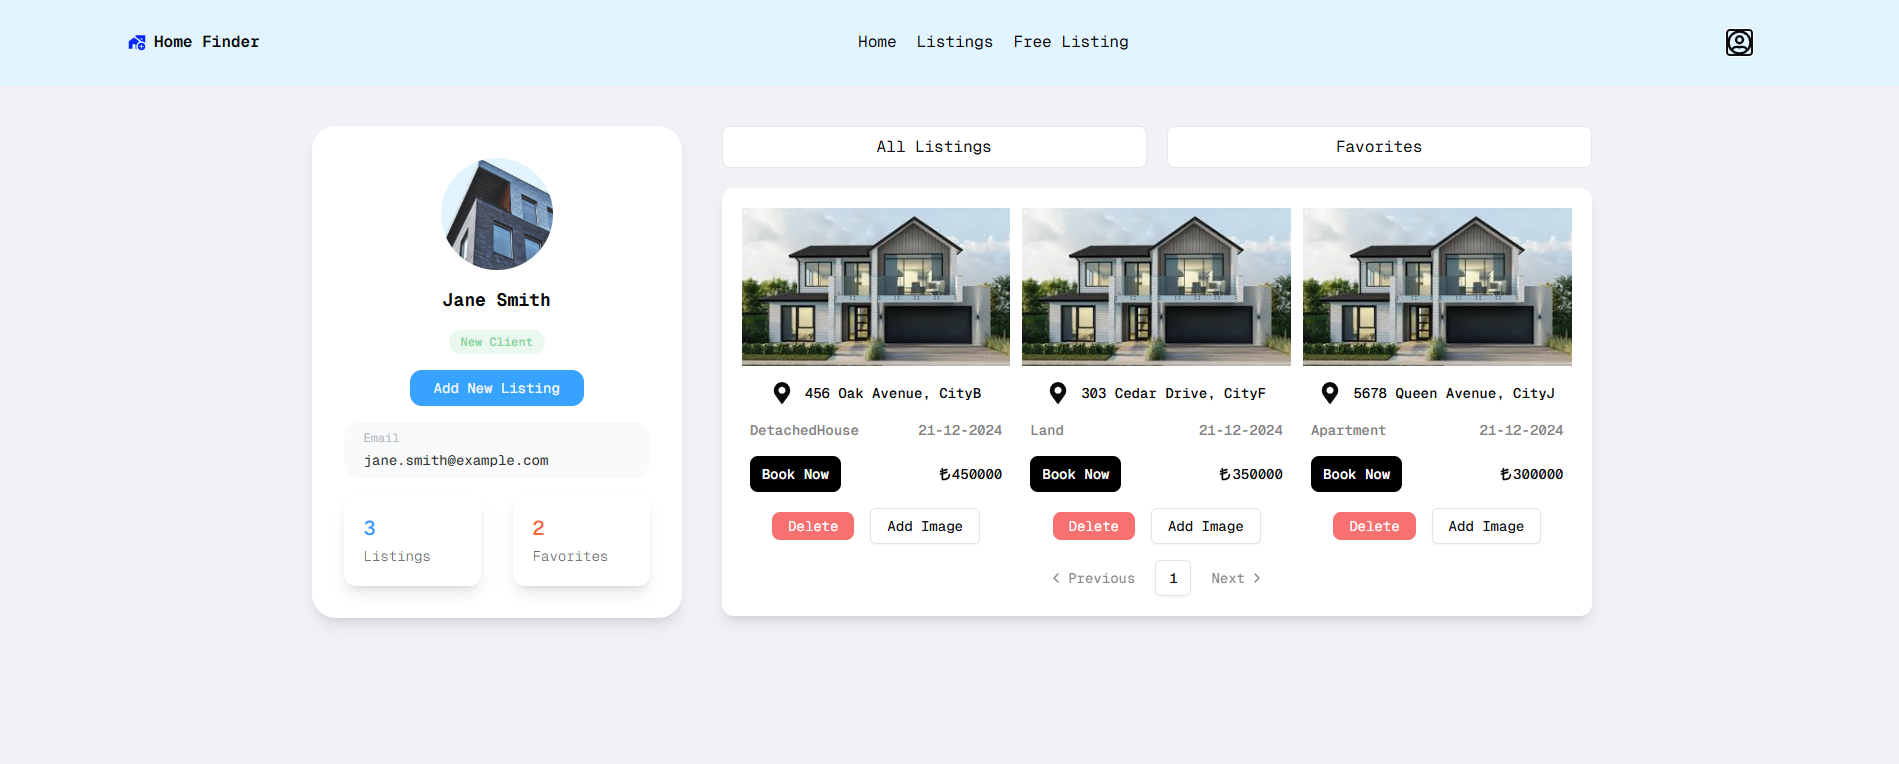 Home Finder
Home Listings Free Listing
Jane Smith
New Client
Add New Listing
Email
jane.smith@example.com
3
Listings
2
Favorites
All Listings
Favorites
456 Oak Avenue, CityB
DetachedHouse 21-12-2024
Book Now ₺450000
Delete Add Image
303 Cedar Drive, CityF
Land 21-12-2024
Book Now ₺350000
Delete Add Image
5678 Queen Avenue, CityJ
Apartment 21-12-2024
Book Now ₺300000
Delete Add Image
Previous 1 Next